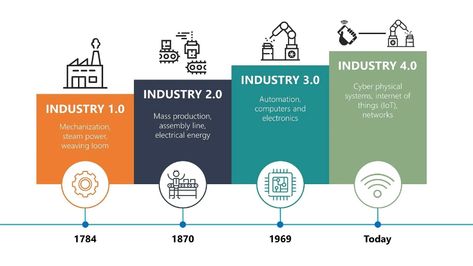 INDUSTRY 1.0
Mechanization,
steam power,
weaving loom
INDUSTRY 2.0
Mass production,
assembly line,
electrical energy
INDUSTRY 3.0
Automation,
computers and
electronics
INDUSTRY 4.0
Cyber physical
systems, internet of
things (IoT),
networks
1784
1870
1969
Today